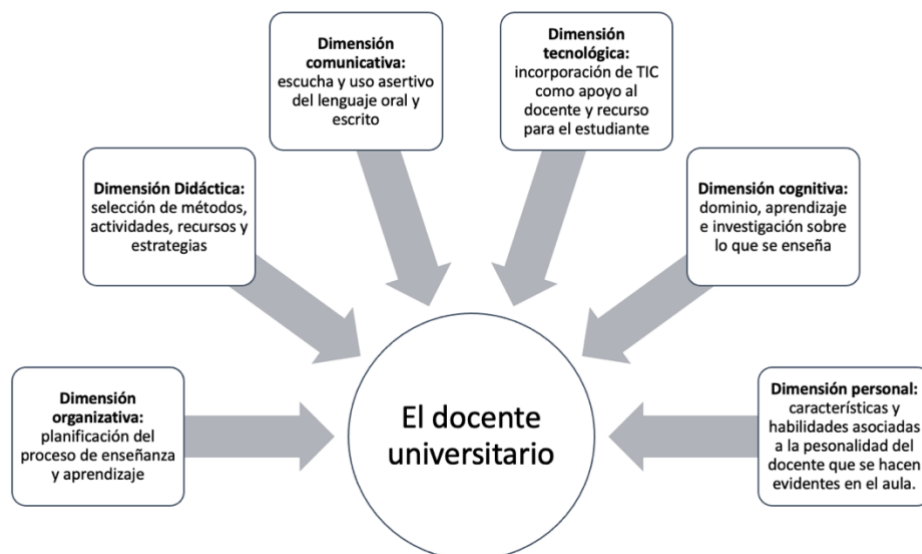 Dimensión
comunicativa:
escucha y uso asertivo
del lenguaje oral y
escrito
Dimensión
tecnológica:
incorporación de TIC
como apoyo al
docente y recurso
para el estudiante
Dimensión Didáctica:
selección de métodos,
actividades, recursos y
estrategias
Dimensión cognitiva:
dominio, aprendizaje
e investigación sobre
lo que se enseña
Dimensión
organizativa:
planificación del
proceso de enseñanza
y aprendizaje
El docente
universitario
Dimensión personal:
características y
habilidades asociadas
a la pesonalidad del
docente que se hacen
evidentes en el aula.